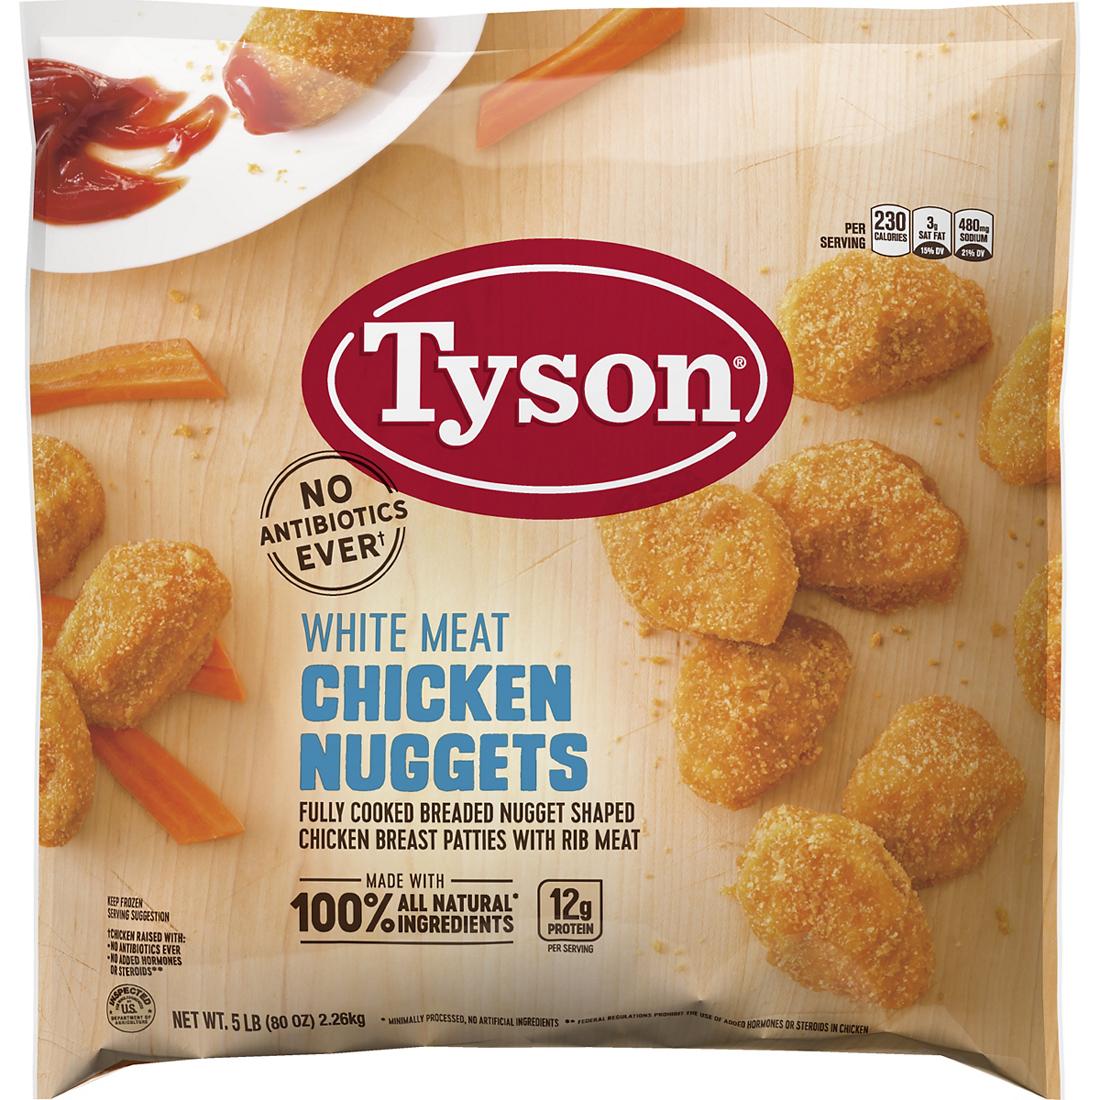 PER SERVING
230 CALORIES
3g SAT FAT 15% DV
480mg SODIUM 21% DV
Tyson®
NO
ANTIBIOTICS
EVER†
WHITE MEAT
CHICKEN
NUGGETS
FULLY COOKED BREADED NUGGET SHAPED
CHICKEN BREAST PATTIES WITH RIB MEAT
MADE WITH
100% ALL NATURAL*
INGREDIENTS
12g
PROTEIN
PER SERVING
KEEP FROZEN
SERVING SUGGESTION
†CHICKEN RAISED WITH:
•NO ANTIBIOTICS EVER
•NO ADDED HORMONES
OR STEROIDS**
INSPECTED
U.S.
DEPARTMENT OF
AGRICULTURE
NET WT. 5 LB (80 OZ) 2.26kg
* MINIMALLY PROCESSED, NO ARTIFICIAL INGREDIENTS
** FEDERAL REGULATIONS PROHIBIT THE USE OF ADDED HORMONES OR STEROIDS IN CHICKEN